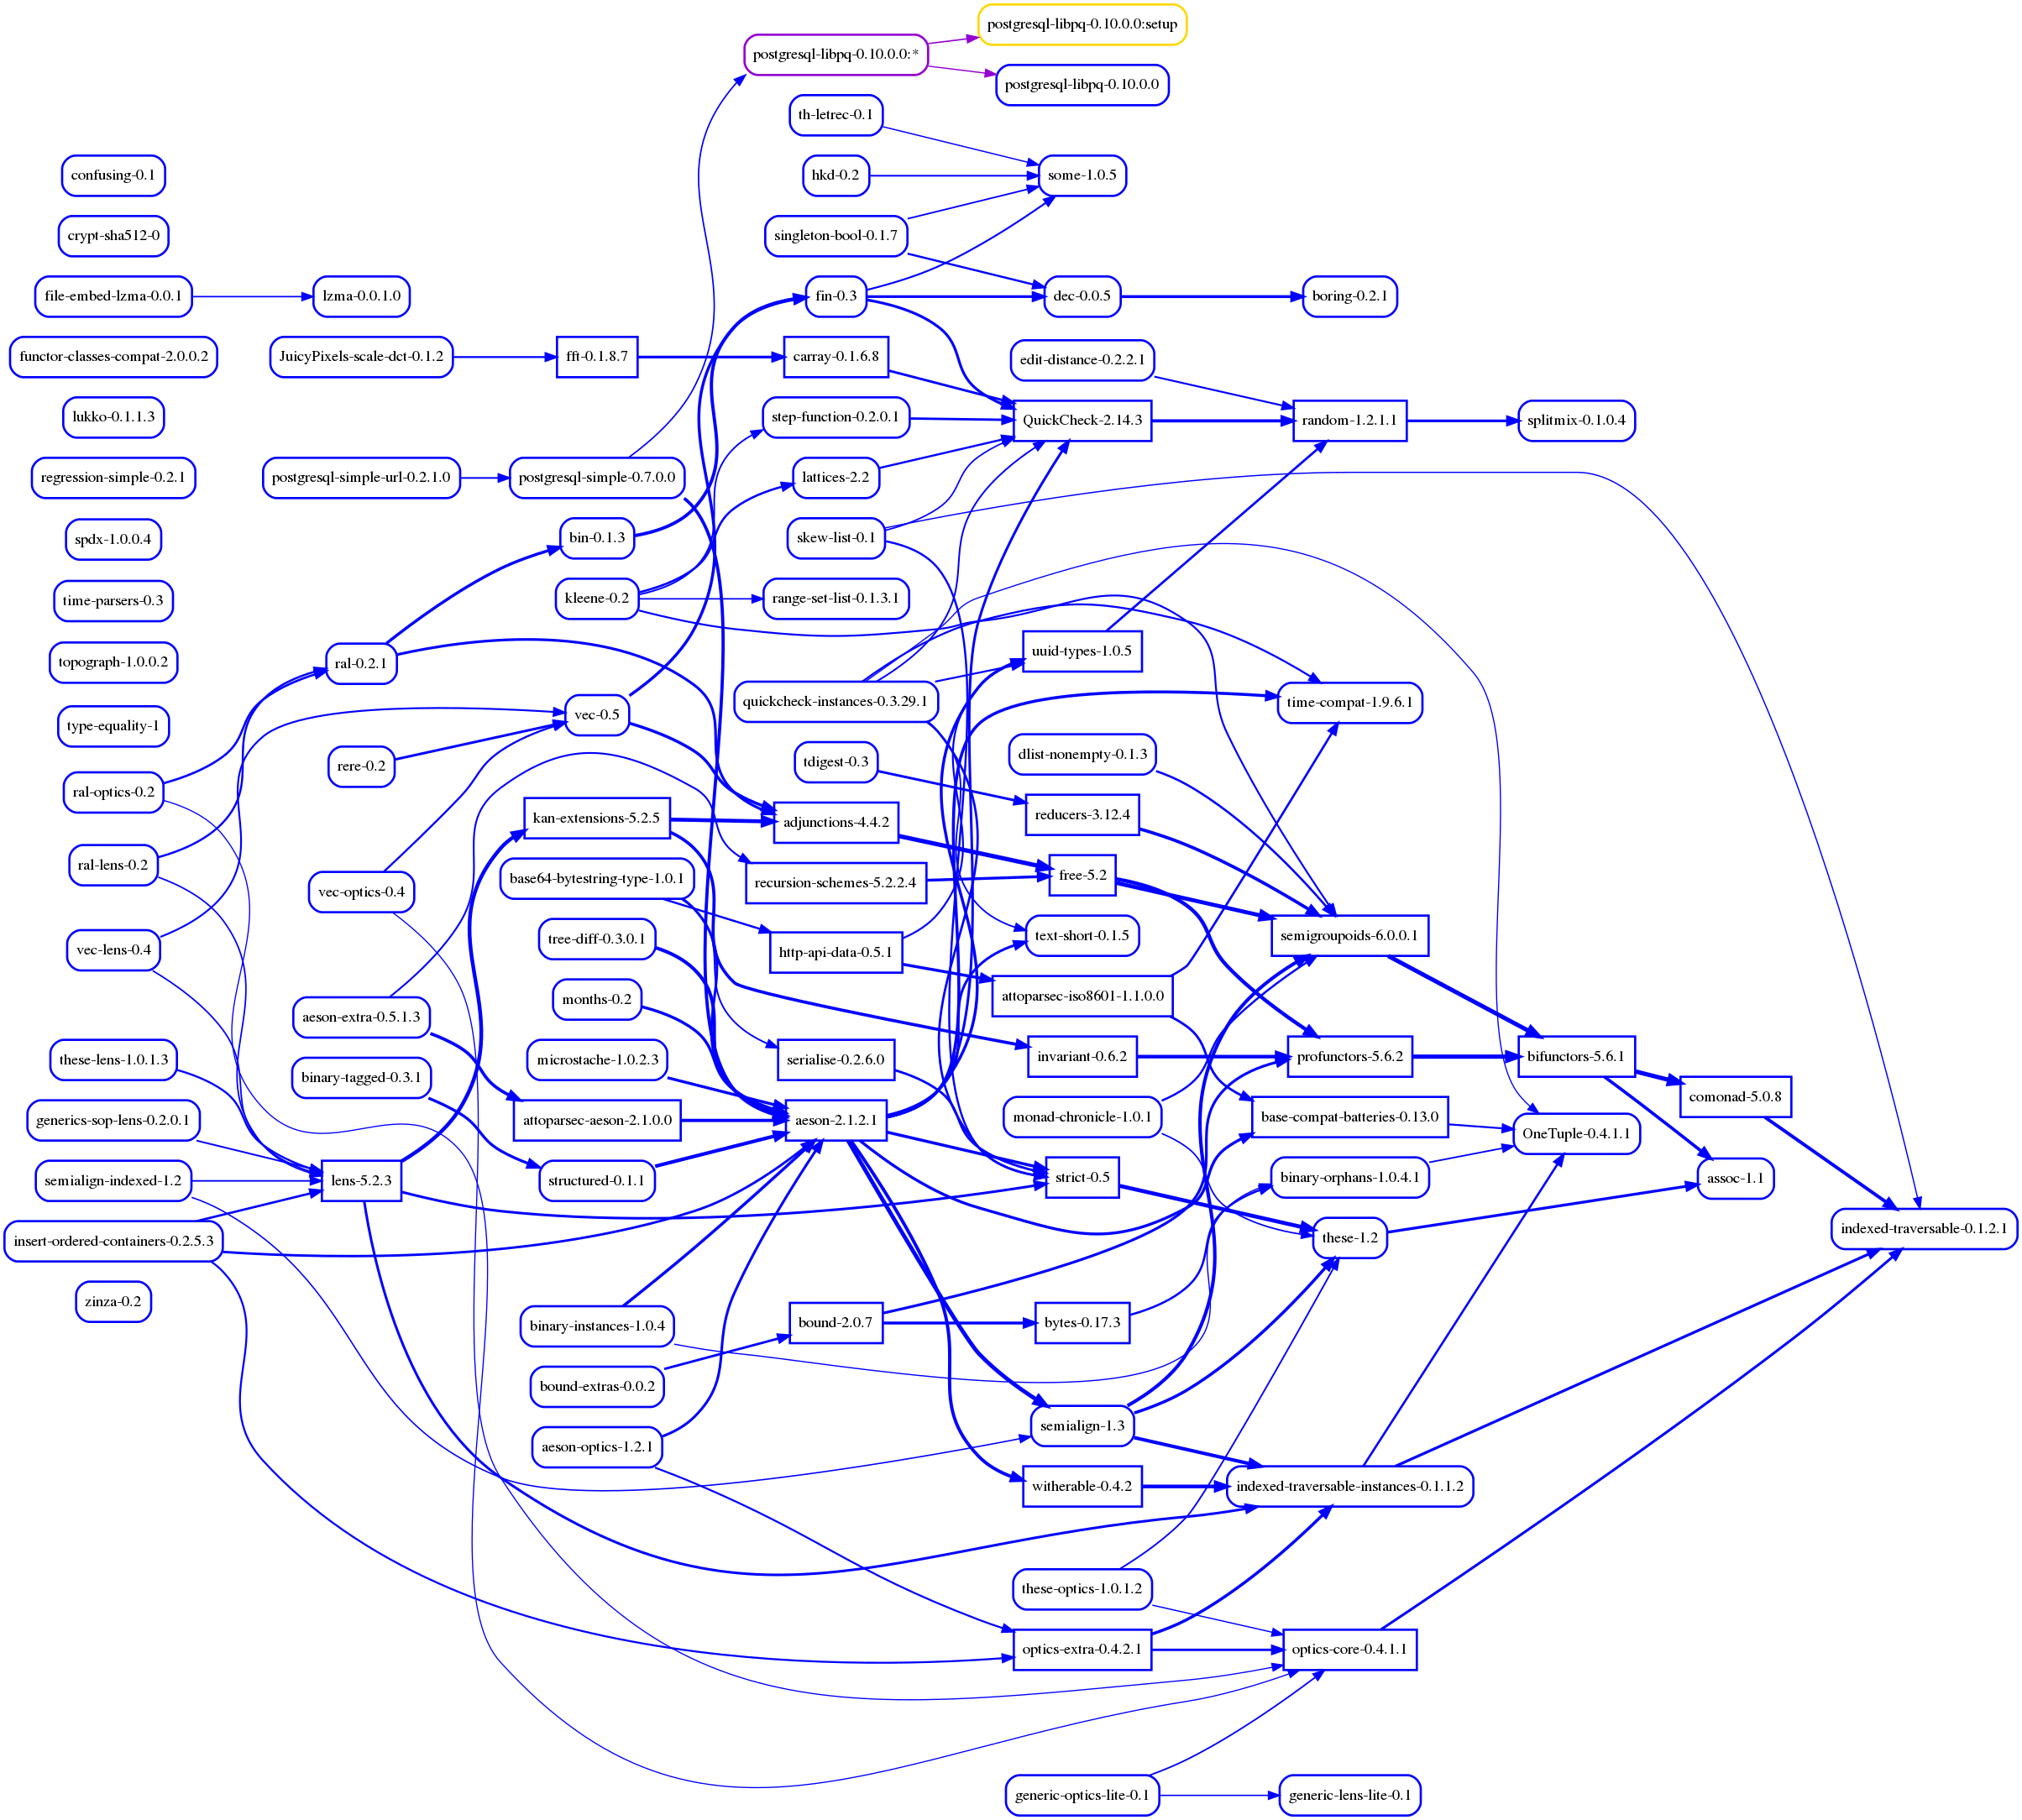 postgresql-libpq-0.10.0.0:setup
postgresql-libpq-0.10.0.0:*
postgresql-libpq-0.10.0.0
th-letrec-0.1
confusing-0.1
hkd-0.2
some-1.0.5
crypt-sha512-0
singleton-bool-0.1.7
file-embed-lzma-0.0.1
lzma-0.0.1.0
fin-0.3
dec-0.0.5
boring-0.2.1
functor-classes-compat-2.0.0.2
JuicyPixels-scale-dct-0.1.2
fft-0.1.8.7
carray-0.1.6.8
edit-distance-0.2.2.1
lukko-0.1.1.3
step-function-0.2.0.1
QuickCheck-2.14.3
random-1.2.1.1
splitmix-0.1.0.4
regression-simple-0.2.1
postgresql-simple-url-0.2.1.0
postgresql-simple-0.7.0.0
lattices-2.2
spdx-1.0.0.4
bin-0.1.3
skew-list-0.1
time-parsers-0.3
kleene-0.2
range-set-list-0.1.3.1
topograph-1.0.0.2
ral-0.2.1
uuid-types-1.0.5
type-equality-1
vec-0.5
quickcheck-instances-0.3.29.1
time-compat-1.9.6.1
rere-0.2
tdigest-0.3
dlist-nonempty-0.1.3
ral-optics-0.2
kan-extensions-5.2.5
adjunctions-4.4.2
reducers-3.12.4
ral-lens-0.2
vec-optics-0.4
base64-bytestring-type-1.0.1
recursion-schemes-5.2.2.4
free-5.2
vec-lens-0.4
tree-diff-0.3.0.1
http-api-data-0.5.1
text-short-0.1.5
semigroupoids-6.0.0.1
aeson-extra-0.5.1.3
months-0.2
attoparsec-iso8601-1.1.0.0
these-lens-1.0.1.3
binary-tagged-0.3.1
microstache-1.0.2.3
serialise-0.2.6.0
invariant-0.6.2
profunctors-5.6.2
bifunctors-5.6.1
comonad-5.0.8
generics-sop-lens-0.2.0.1
attoparsec-aeson-2.1.0.0
aeson-2.1.2.1
monad-chronicle-1.0.1
base-compat-batteries-0.13.0
OneTuple-0.4.1.1
semialign-indexed-1.2
lens-5.2.3
structured-0.1.1
strict-0.5
binary-orphans-1.0.4.1
assoc-1.1
insert-ordered-containers-0.2.5.3
these-1.2
indexed-traversable-0.1.2.1
zinza-0.2
binary-instances-1.0.4
bound-2.0.7
bytes-0.17.3
bound-extras-0.0.2
aeson-optics-1.2.1
semialign-1.3
witherable-0.4.2
indexed-traversable-instances-0.1.1.2
these-optics-1.0.1.2
optics-extra-0.4.2.1
optics-core-0.4.1.1
generic-optics-lite-0.1
generic-lens-lite-0.1